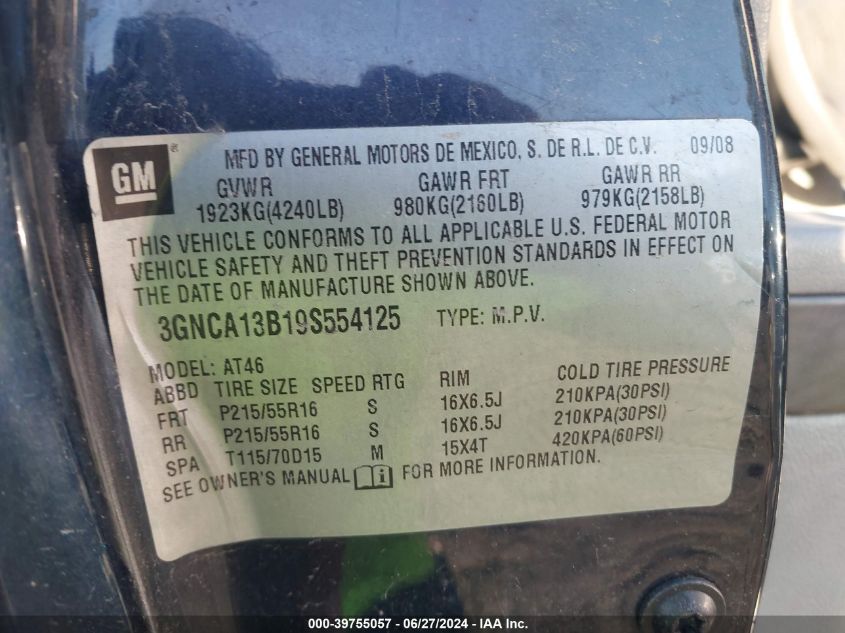 GM ® MFD BY GENERAL MOTORS DE MEXICO, S. DE R.L. DE C.V. 09/08
GVWR GAWR FRT GAWR RR
1923KG(4240LB) 980KG(2160LB) 979KG(2158LB)
THIS VEHICLE CONFORMS TO ALL APPLICABLE U.S. FEDERAL MOTOR
VEHICLE SAFETY AND THEFT PREVENTION STANDARDS IN EFFECT ON
THE DATE OF MANUFACTURE SHOWN ABOVE.
3GNCA13B19S554125 TYPE: M.P.V.
MODEL: AT46
ABBD TIRE SIZE SPEED RTG RIM COLD TIRE PRESSURE
FRT P215/55R16 S 16X6.5J 210KPA(30PSI)
RR P215/55R16 S 16X6.5J 210KPA(30PSI)
SPA T115/70D15 M 15X4T 420KPA(60PSI)
SEE OWNER'S MANUAL i FOR MORE INFORMATION.
000-39755057 - 06/27/2024 - IAA Inc.